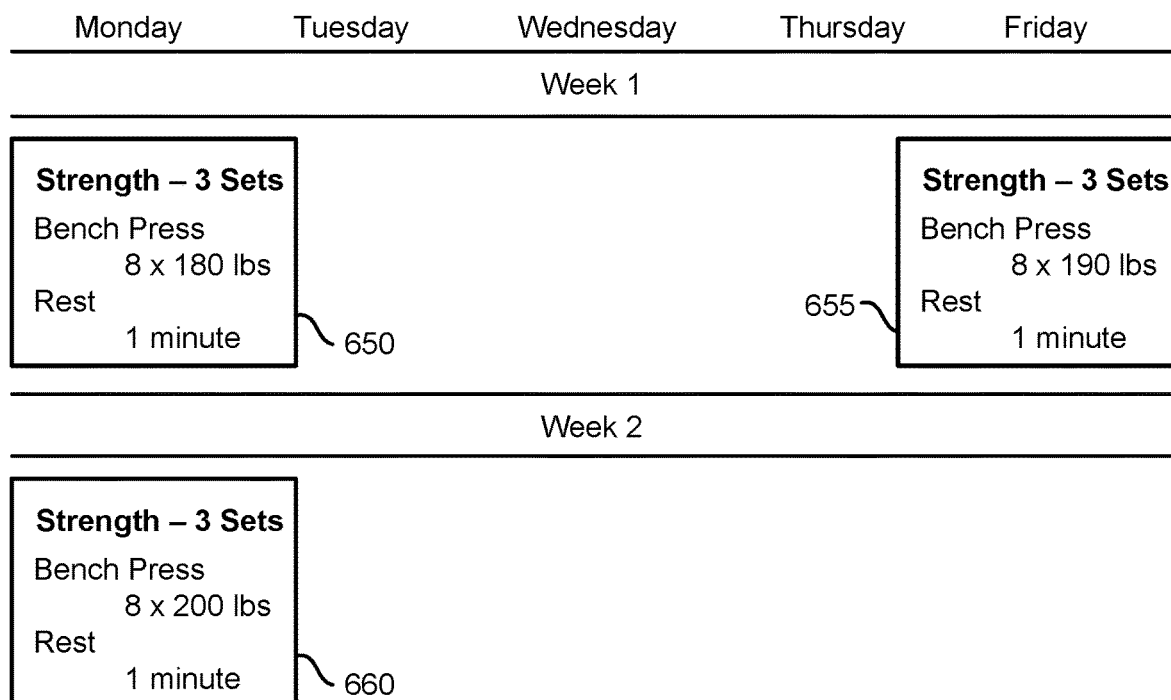 Monday Tuesday Wednesday Thursday Friday
Week 1
Strength – 3 Sets
Bench Press
8 x 180 lbs
Rest
1 minute
650
Strength – 3 Sets
Bench Press
8 x 190 lbs
Rest
1 minute
655
Week 2
Strength – 3 Sets
Bench Press
8 x 200 lbs
Rest
1 minute
660